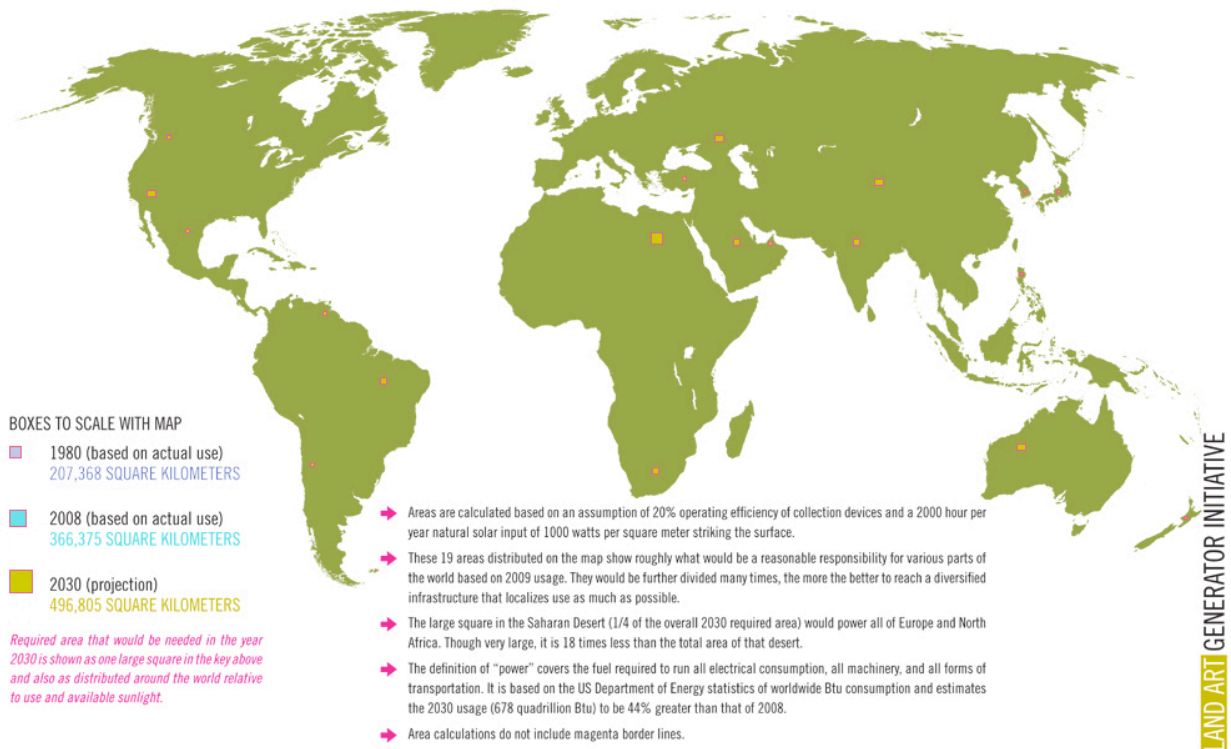 BOXES TO SCALE WITH MAP
1980 (based on actual use)
207,368 SQUARE KILOMETERS
2008 (based on actual use)
366,375 SQUARE KILOMETERS
2030 (projection)
496,805 SQUARE KILOMETERS
Required area that would be needed in the year
2030 is shown as one large square in the key above
and also as distributed around the world relative
to use and available sunlight.
Areas are calculated based on an assumption of 20% operating efficiency of collection devices and a 2000 hour per
year natural solar input of 1000 watts per square meter striking the surface.
These 19 areas distributed on the map show roughly what would be a reasonable responsibility for various parts of
the world based on 2009 usage. They would be further divided many times, the more the better to reach a diversified
infrastructure that localizes use as much as possible.
The large square in the Saharan Desert (1/4 of the overall 2030 required area) would power all of Europe and North
Africa. Though very large, it is 18 times less than the total area of that desert.
The definition of “power” covers the fuel required to run all electrical consumption, all machinery, and all forms of
transportation. It is based on the US Department of Energy statistics of worldwide Btu consumption and estimates
the 2030 usage (678 quadrillion Btu) to be 44% greater than that of 2008.
Area calculations do not include magenta border lines.
LAND ART GENERATOR INITIATIVE